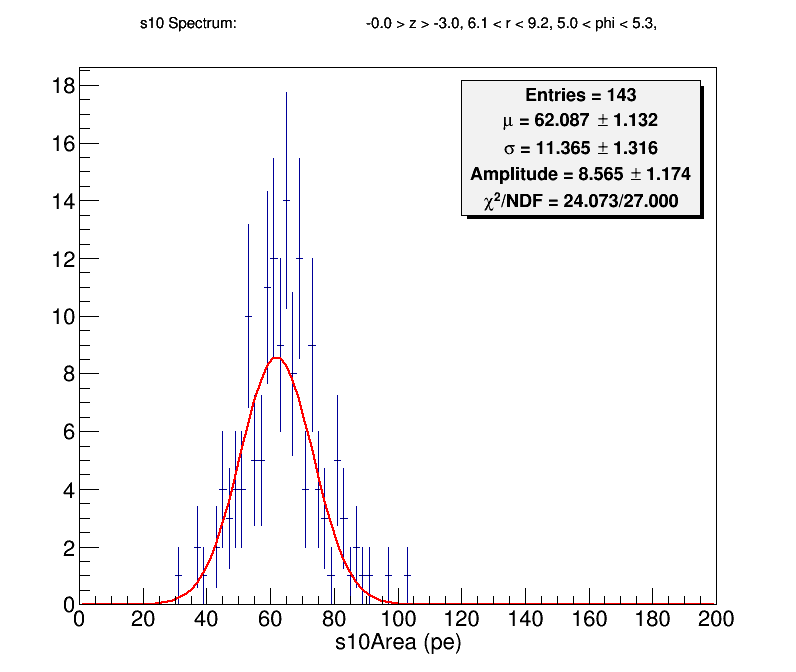 s10 Spectrum: -0.0 > z > -3.0, 6.1 < r < 9.2, 5.0 < phi < 5.3,
Entries = 143
μ = 62.087 ± 1.132
σ = 11.365 ± 1.316
Amplitude = 8.565 ± 1.174
χ²/NDF = 24.073/27.000
18
16
14
12
10
8
6
4
2
0
0 20 40 60 80 100 120 140 160 180 200
s10Area (pe)